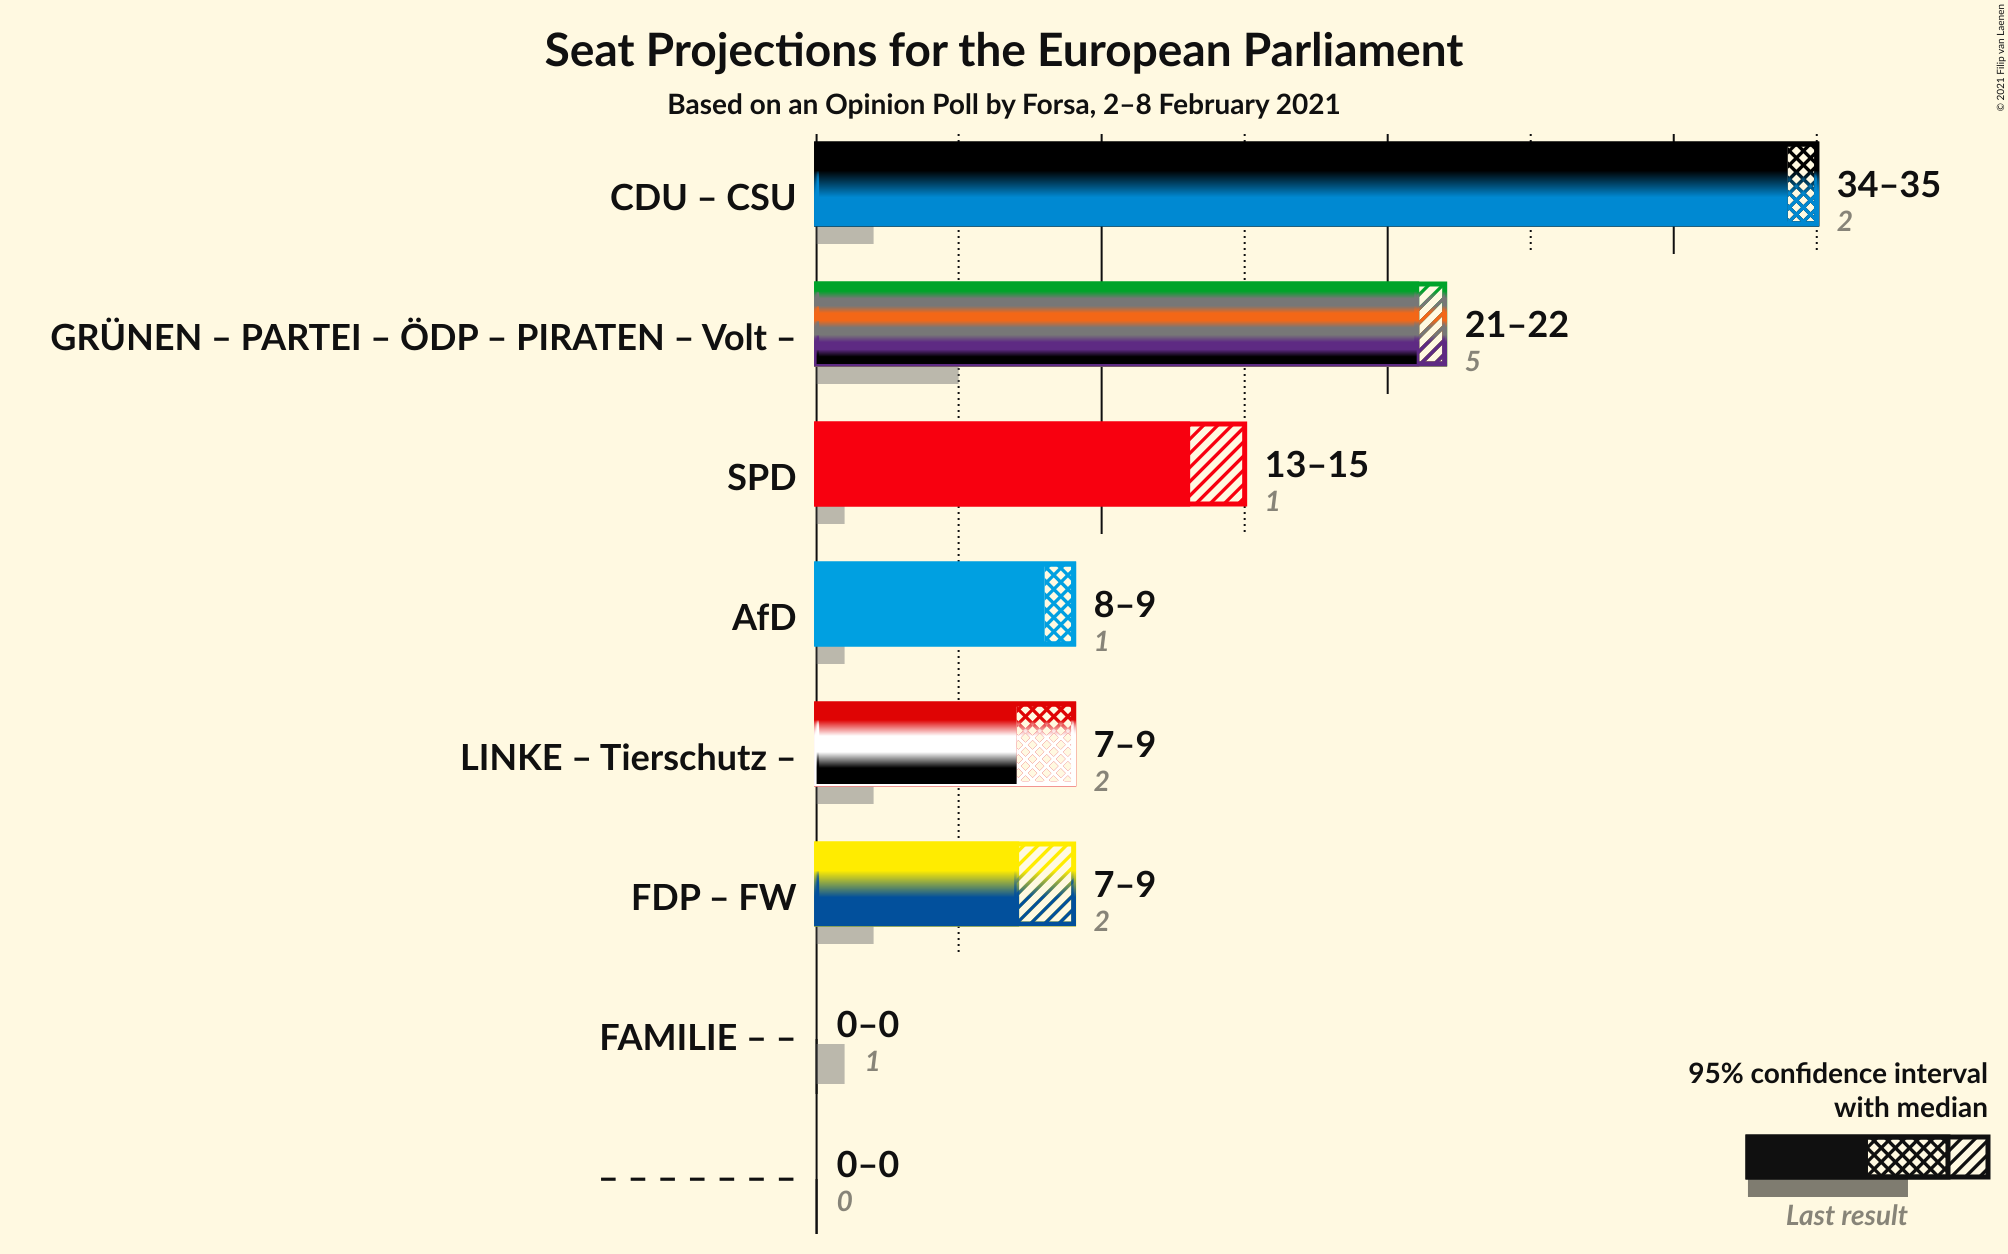 Seat Projections for the European Parliament
Based on an Opinion Poll by Forsa, 2–8 February 2021
© 2021 Filip van Laenen
CDU – CSU
34–35
2
GRÜNEN – PARTEI – ÖDP – PIRATEN – Volt –
21–22
5
SPD
13–15
1
AfD
8–9
1
LINKE – Tierschutz –
7–9
2
FDP – FW
7–9
2
FAMILIE – –
0–0
1
– – – – – – –
0–0
0
95% confidence interval
with median
Last result